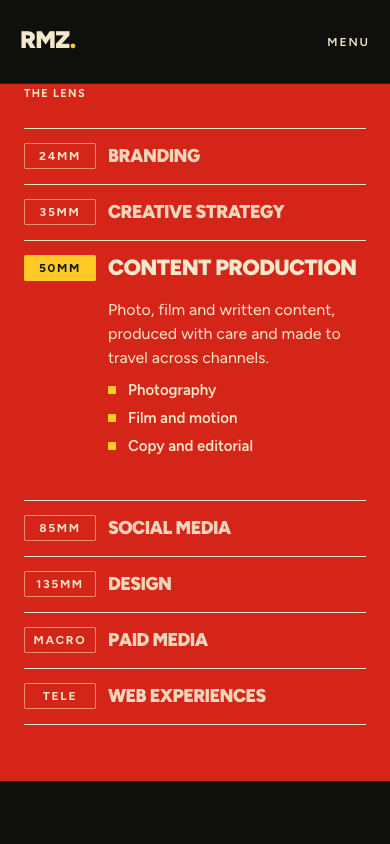 RMZ.
MENU
THE LENS
24MM
BRANDING
35MM
CREATIVE STRATEGY
50MM
CONTENT PRODUCTION
Photo, film and written content,
produced with care and made to
travel across channels.
Photography
Film and motion
Copy and editorial
85MM
SOCIAL MEDIA
135MM
DESIGN
MACRO
PAID MEDIA
TELE
WEB EXPERIENCES